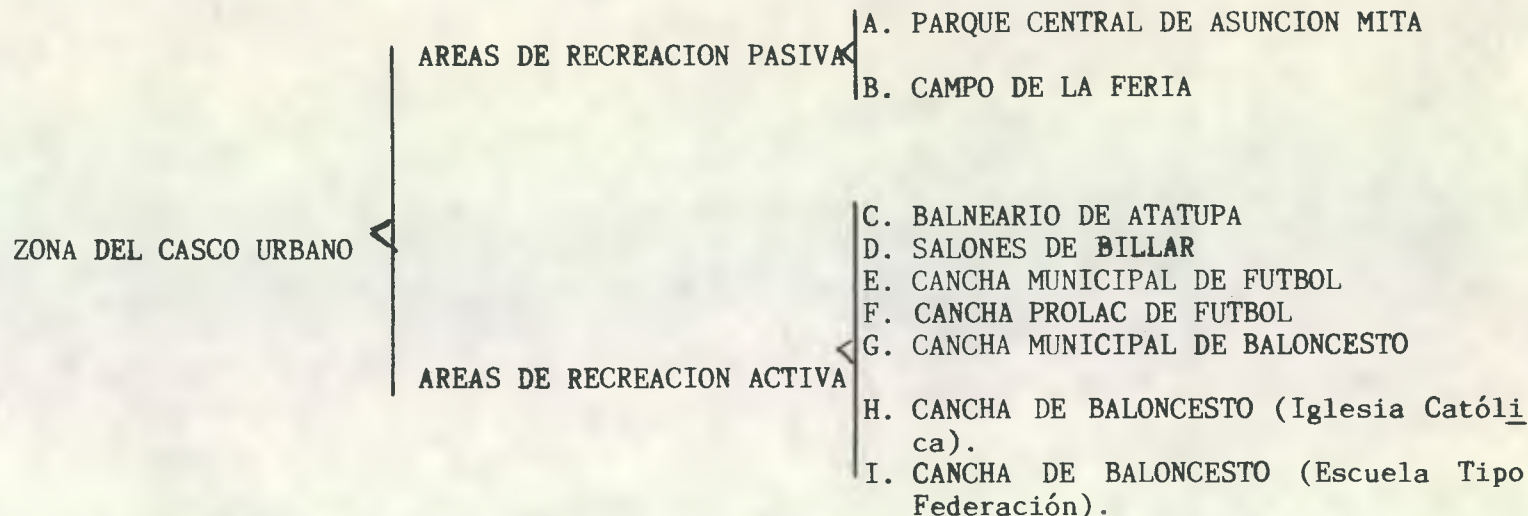 ZONA DEL CASCO URBANO
AREAS DE RECREACION PASIVA
A. PARQUE CENTRAL DE ASUNCION MITA
B. CAMPO DE LA FERIA
AREAS DE RECREACION ACTIVA
C. BALNEARIO DE ATATUPA
D. SALONES DE BILLAR
E. CANCHA MUNICIPAL DE FUTBOL
F. CANCHA PROLAC DE FUTBOL
G. CANCHA MUNICIPAL DE BALONCESTO
H. CANCHA DE BALONCESTO (Iglesia Católi
ca).
I. CANCHA DE BALONCESTO (Escuela Tipo
Federación).